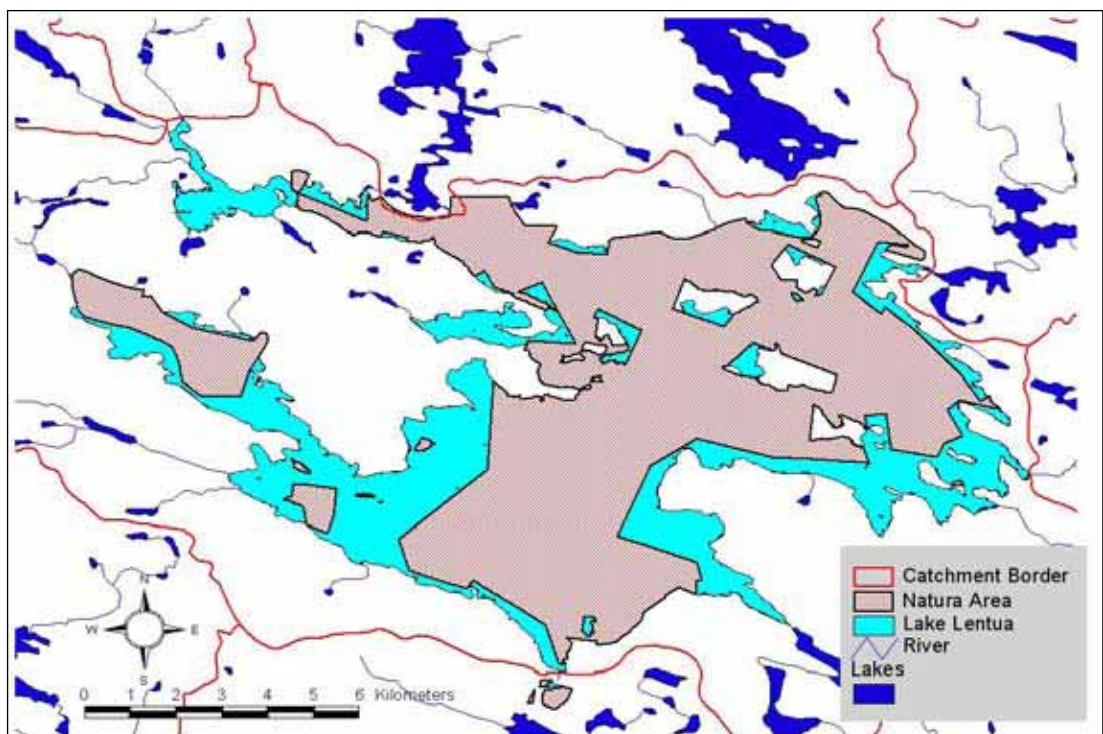 Catchment Border
Natura Area
Lake Lentua
River
Lakes
N
W E
S
0 1 2 3 4 5 6 Kilometers